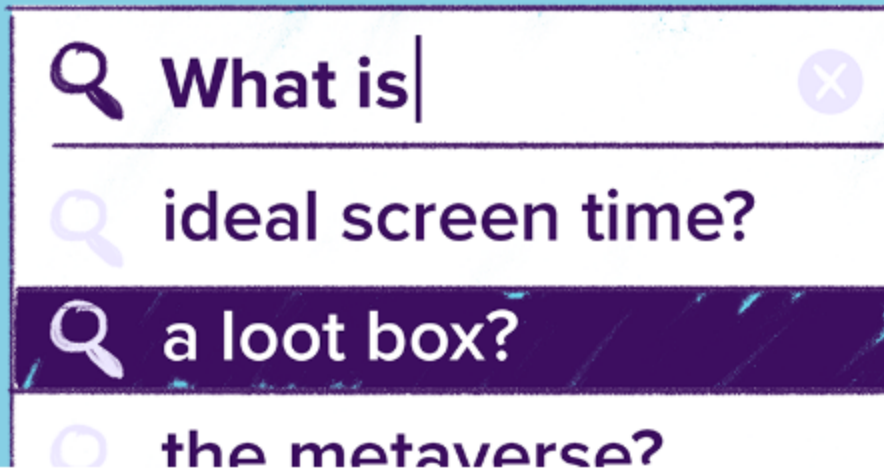 What is
ideal screen time?
a loot box?
the metaverse?